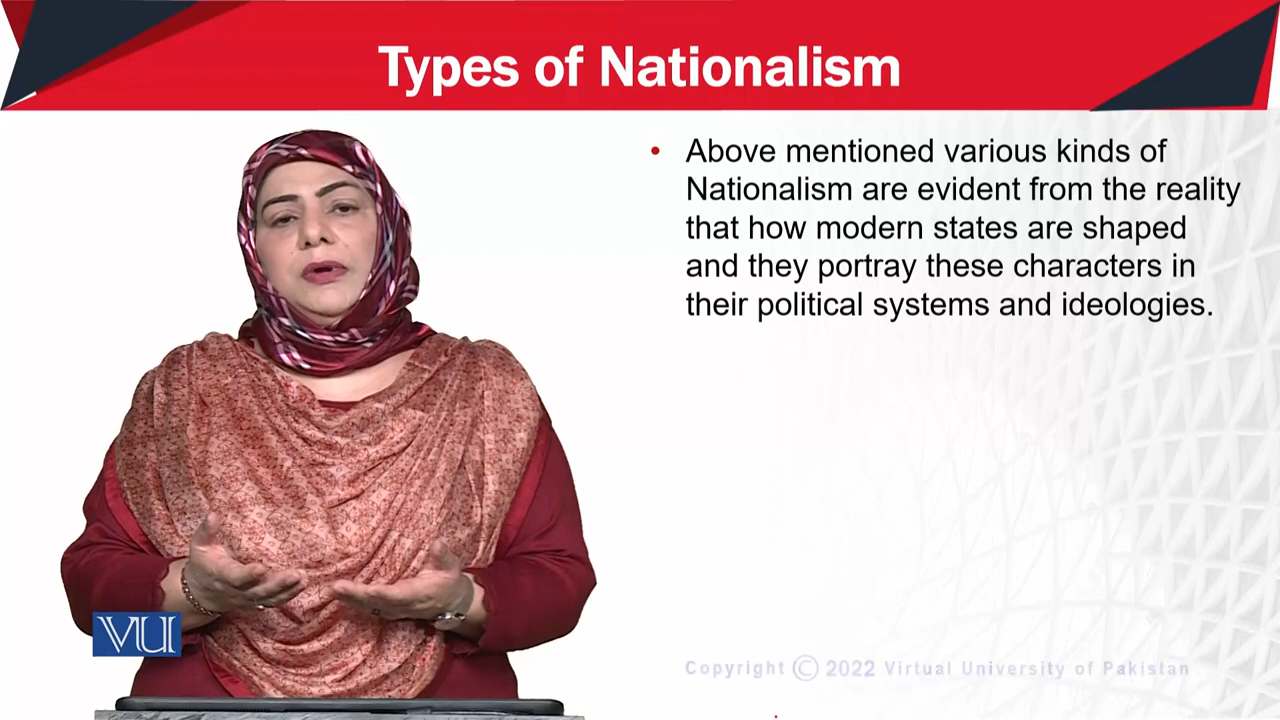 Types of Nationalism
• Above mentioned various kinds of
Nationalism are evident from the reality
that how modern states are shaped
and they portray these characters in
their political systems and ideologies.
VU
Copyright © 2022 Virtual University of Pakistan